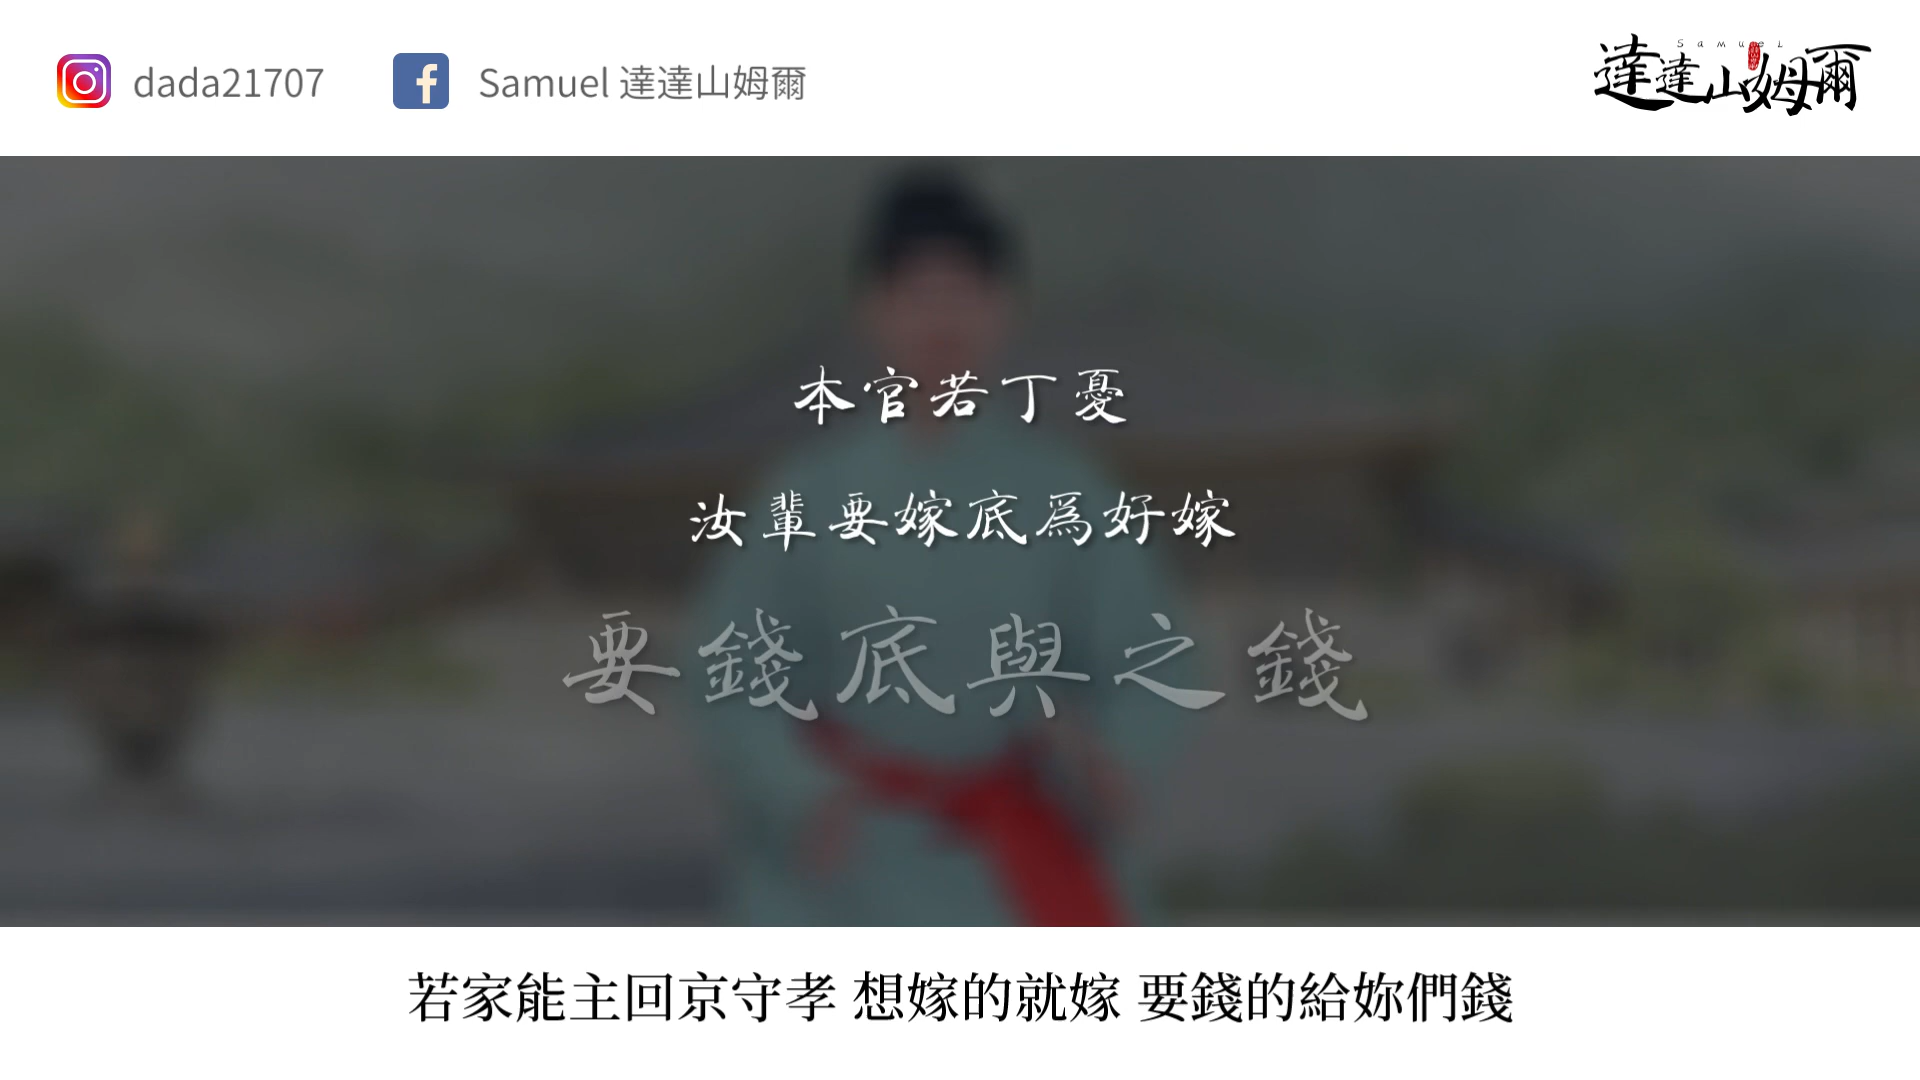 dada21707
Samuel 達達山姆爾
Samuel
達達山姆爾
本官若丁憂
汝輩要嫁底爲好嫁
要錢底與之錢
若家能主回京守孝 想嫁的就嫁 要錢的給妳們錢